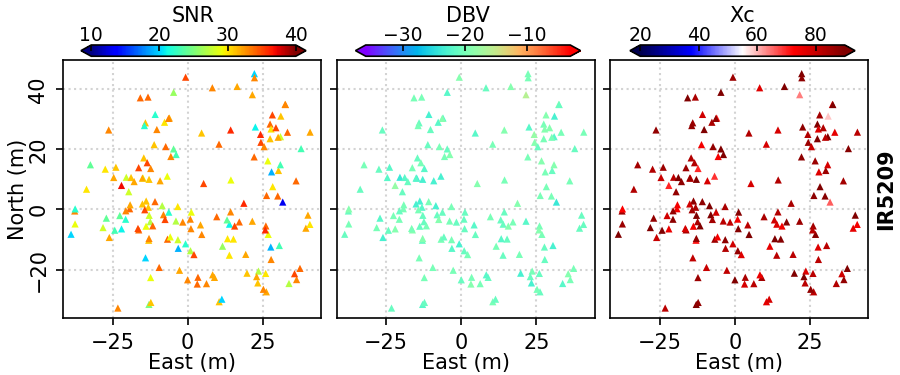 SNR DBV Xc
10 20 30 40 −30 −20 −10 20 40 60 80
40
20
0
−20
North (m)
IR5209
−25 0 25 −25 0 25 −25 0 25
East (m) East (m) East (m)